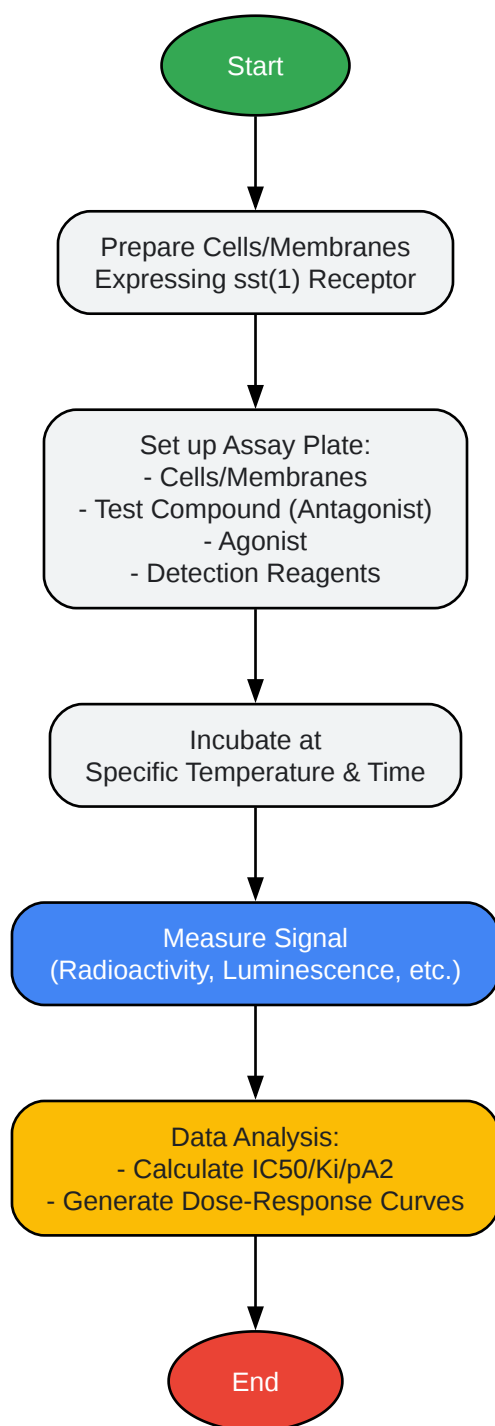 Start
Prepare Cells/Membranes
Expressing sst(1) Receptor
Set up Assay Plate:
- Cells/Membranes
- Test Compound (Antagonist)
- Agonist
- Detection Reagents
Incubate at
Specific Temperature & Time
Measure Signal
(Radioactivity, Luminescence, etc.)
Data Analysis:
- Calculate IC50/Ki/pA2
- Generate Dose-Response Curves
End